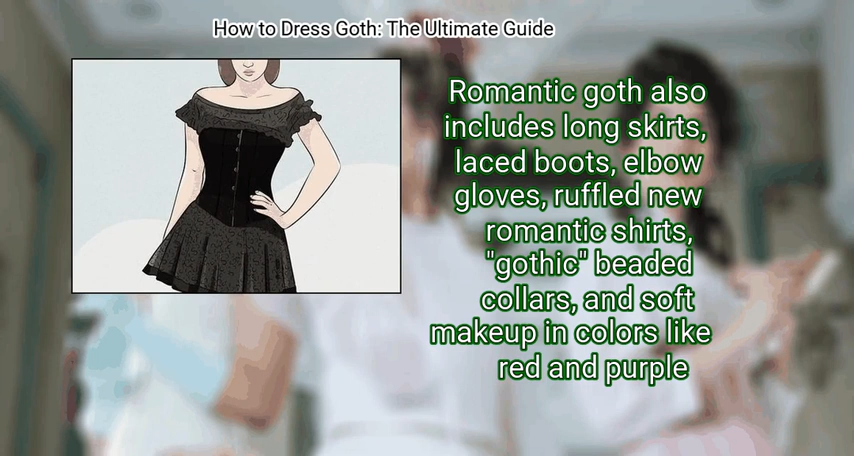 How to Dress Goth: The Ultimate Guide
Romantic goth also
includes long skirts,
laced boots, elbow
gloves, ruffled new
romantic shirts,
"gothic" beaded
collars, and soft
makeup in colors like
red and purple